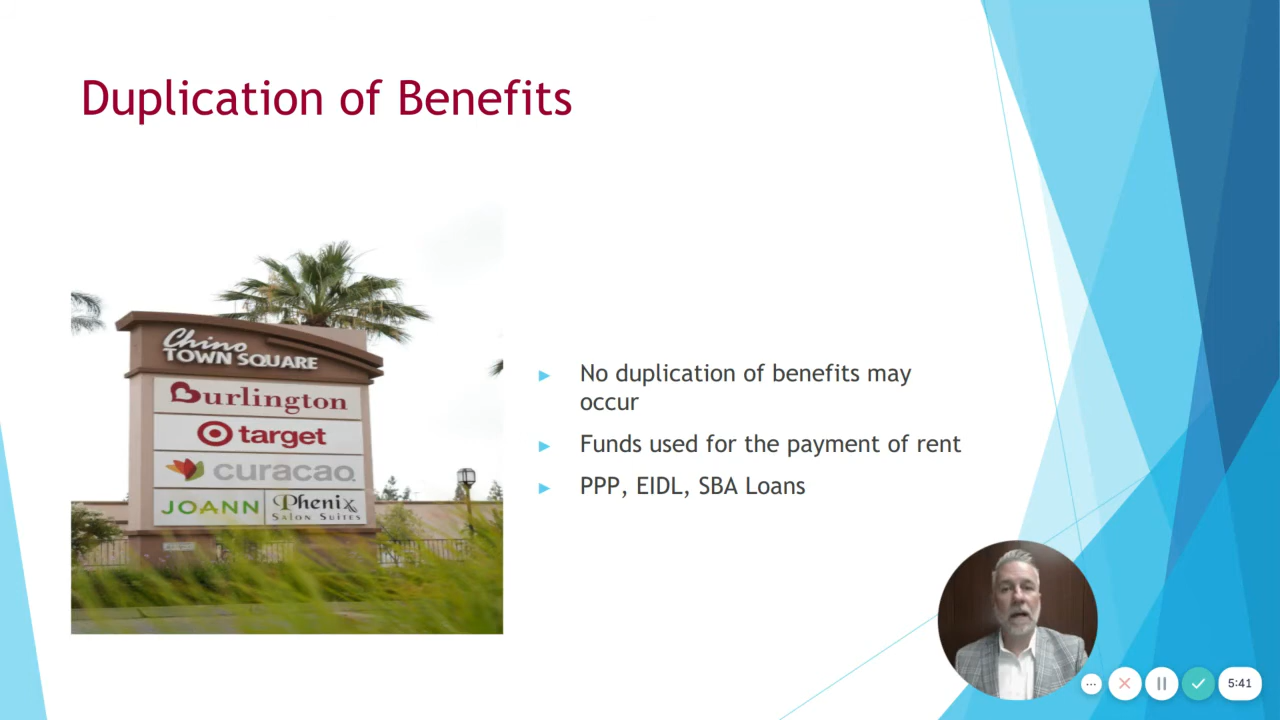 Duplication of Benefits
Chino
TOWN SQUARE
Burlington
target
curacao
JOANN Phenix
SALON SUITES
No duplication of benefits may
occur
Funds used for the payment of rent
PPP, EIDL, SBA Loans
5:41